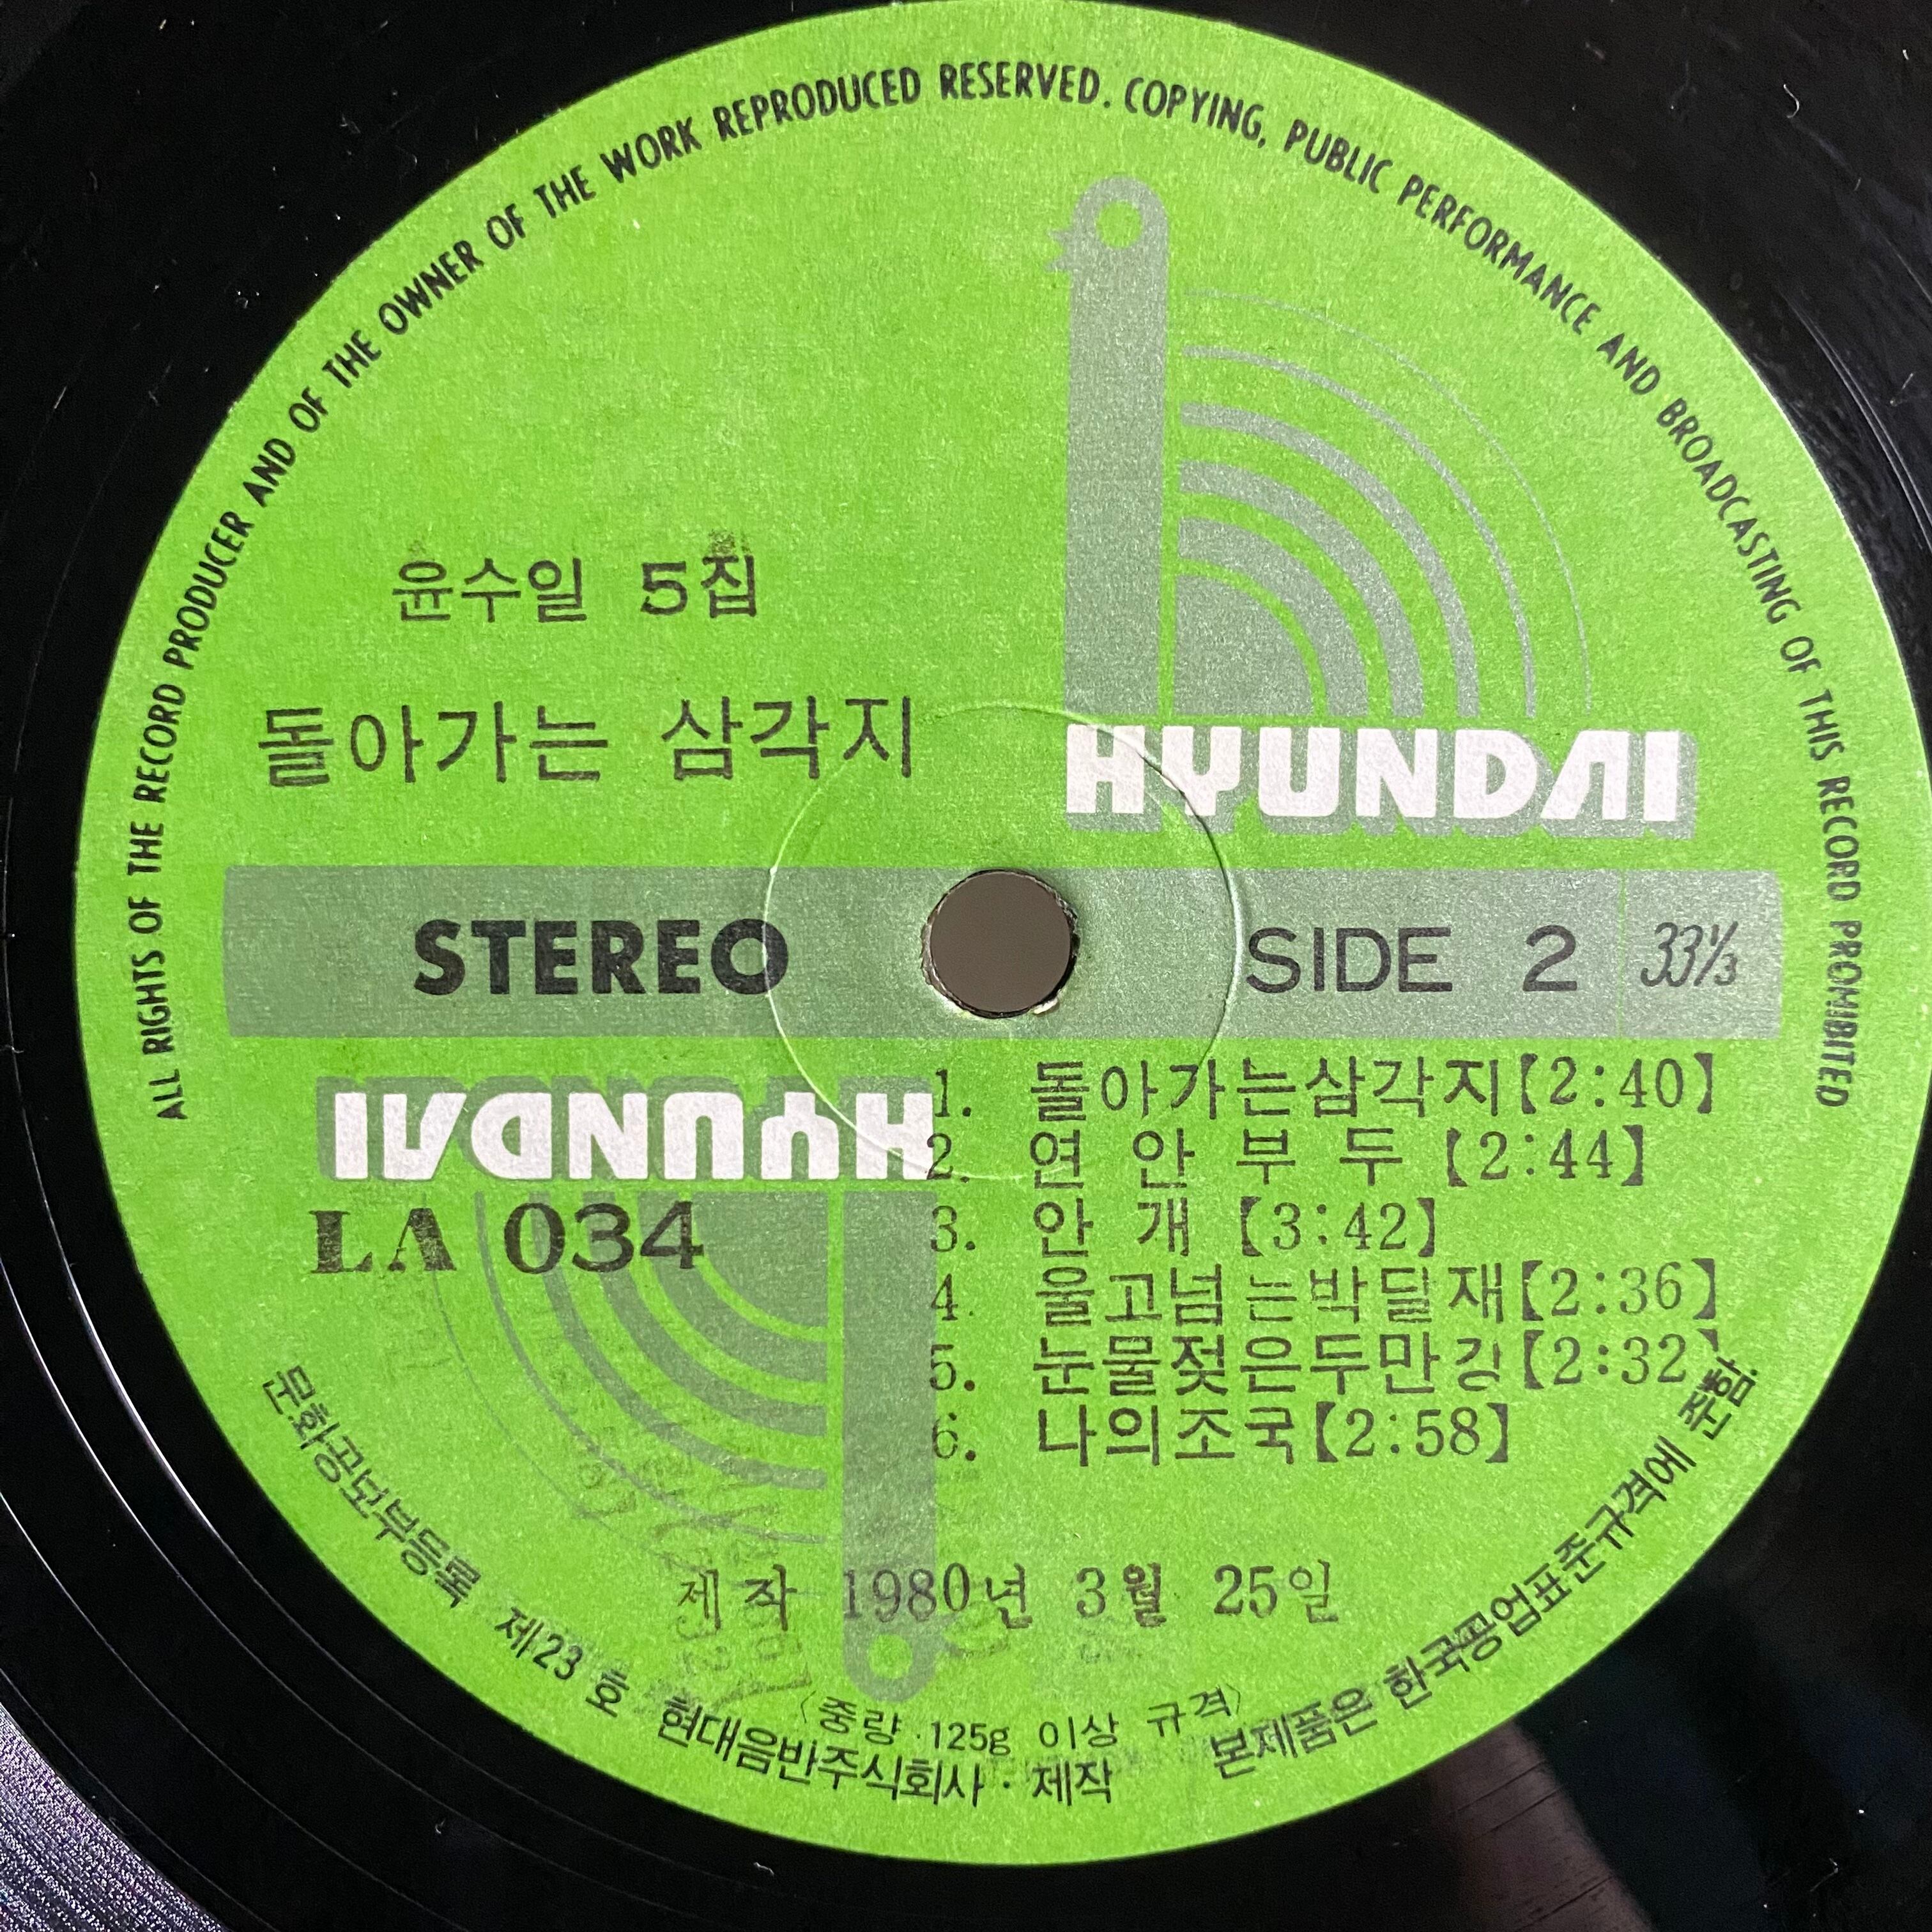 ALL RIGHTS OF THE RECORD PRODUCER AND OF THE OWNER OF THE WORK REPRODUCED RESERVED. COPYING, PUBLIC PERFORMANCE AND BROADCASTING OF THIS RECORD PROHIBITED
윤수일 5집
돌아가는 삼각지
HYUNDAI
STEREO
SIDE 2 33⅓
HYUNDAI
LA 034
1. 돌아가는삼각지【2:40】
2. 연안부두【2:44】
3. 안개【3:42】
4. 울고넘는박달재【2:36】
5. 눈물젖은두만강【2:32】
6. 나의조국【2:58】
제작 1980년 3월 25일
〈중량 125g 이상 규격〉
문화공보부등록 제23호 현대음반주식회사·제작 본제품은 한국공업표준규격에 준함.